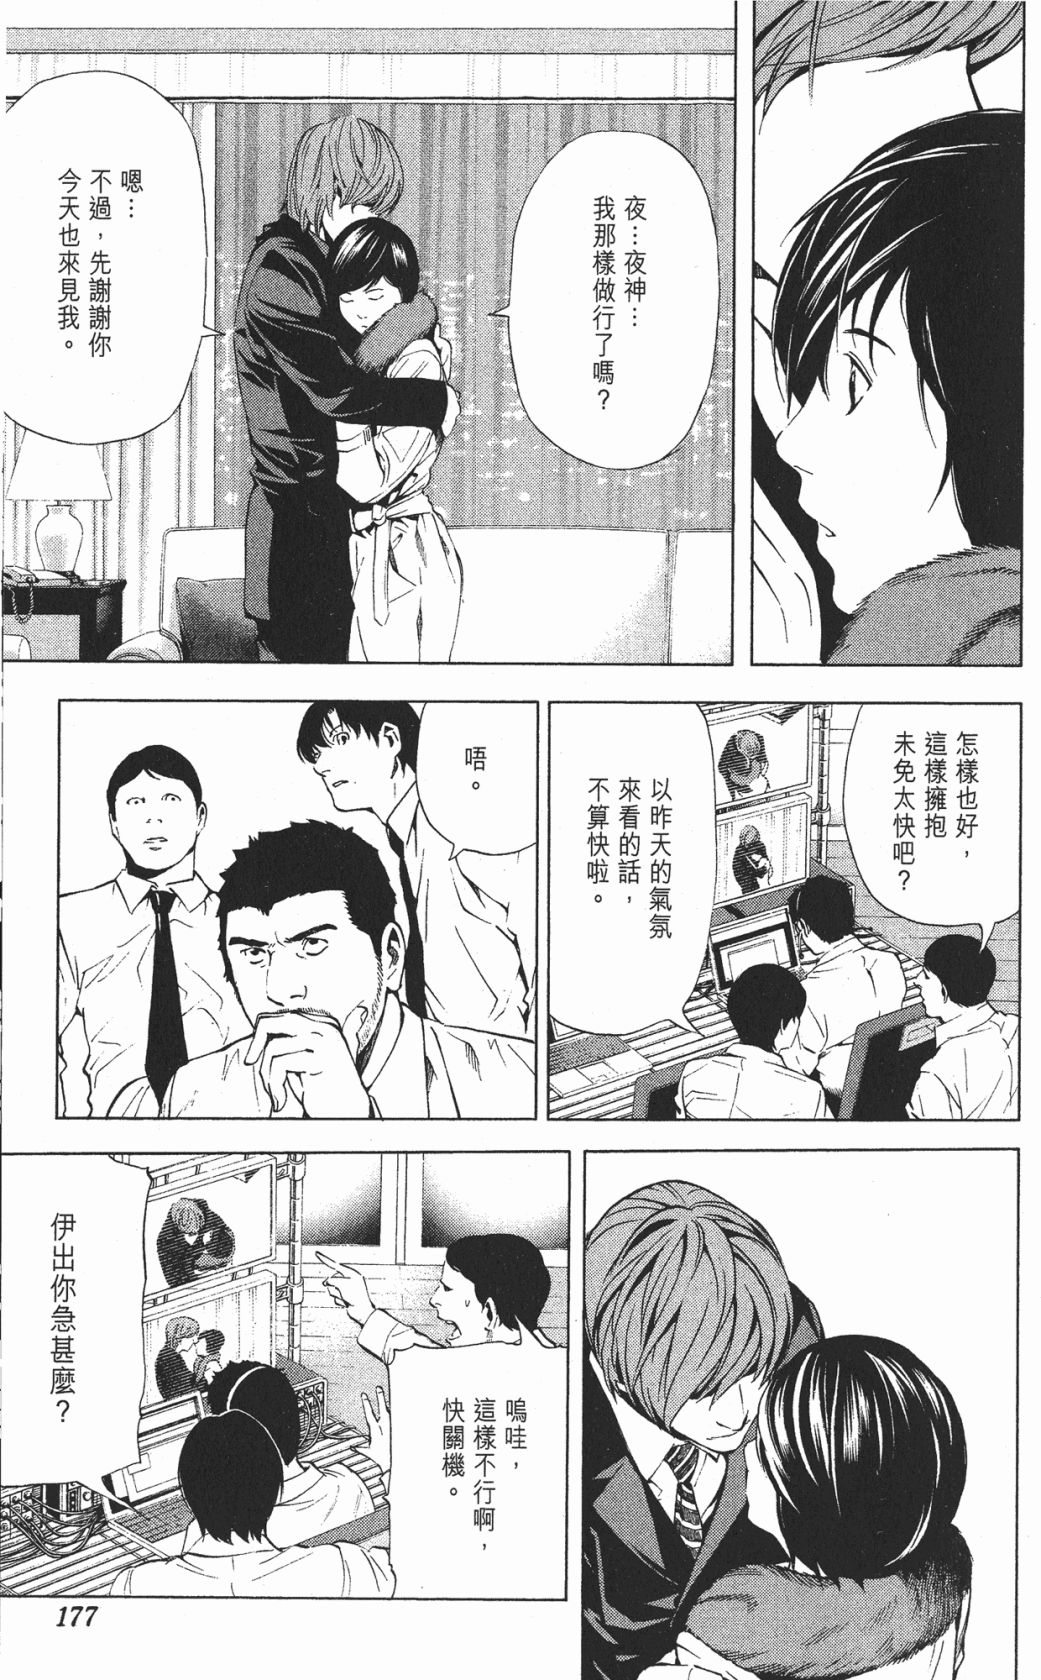 夜…夜神…
我那樣做行了嗎？
嗯…
不過，先謝謝你
今天也來見我。
怎樣也好，
這樣擁抱
未免太快吧？
以昨天的氣氛
來看的話，
不算快啦。
唔。
嗚哇，
這樣不行啊，
快關機。
伊出你急甚麼？
177